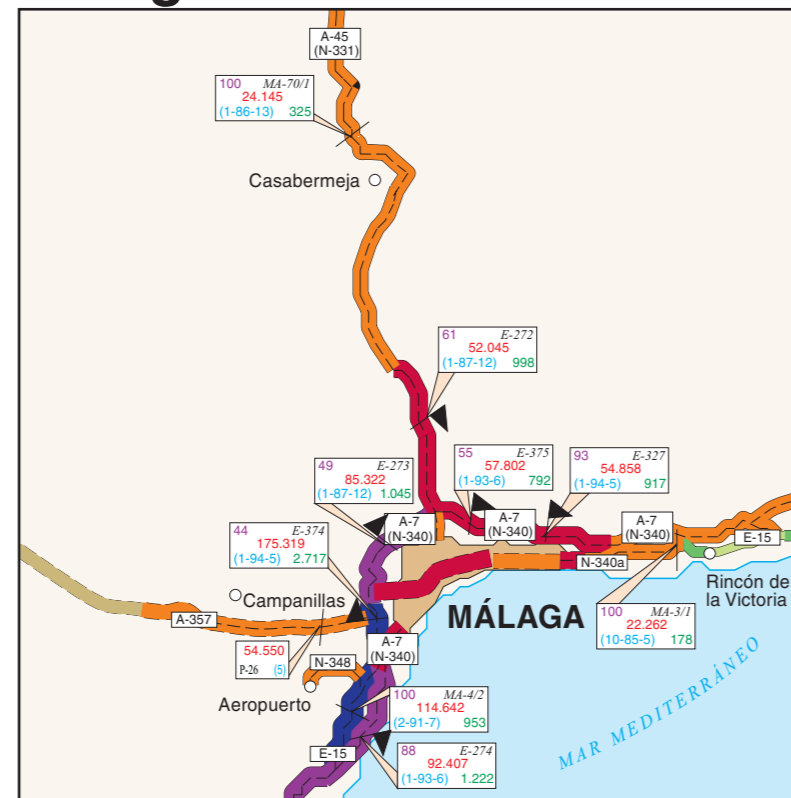 g
A-45
(N-331)
100 MA-70/1
24.145
(1-86-13) 325
Casabermeja
61 E-272
52.045
(1-87-12) 998
49 E-273
85.322
(1-87-12) 1.045
55 E-375
57.802
(1-93-6) 792
93 E-327
54.858
(1-94-5) 917
A-7
(N-340)
A-7
(N-340)
A-7
(N-340)
E-15
44 E-374
175.319
(1-94-5) 2.717
N-340a
Rincón de
la Victoria
Campanillas
MÁLAGA
A-357
100 MA-3/1
22.262
(10-85-5) 178
54.550
P-26 (5)
A-7
(N-340)
N-348
Aeropuerto
100 MA-4/2
114.642
(2-91-7) 953
MAR MEDITERRÁNEO
E-15
88 E-274
92.407
(1-93-6) 1.222